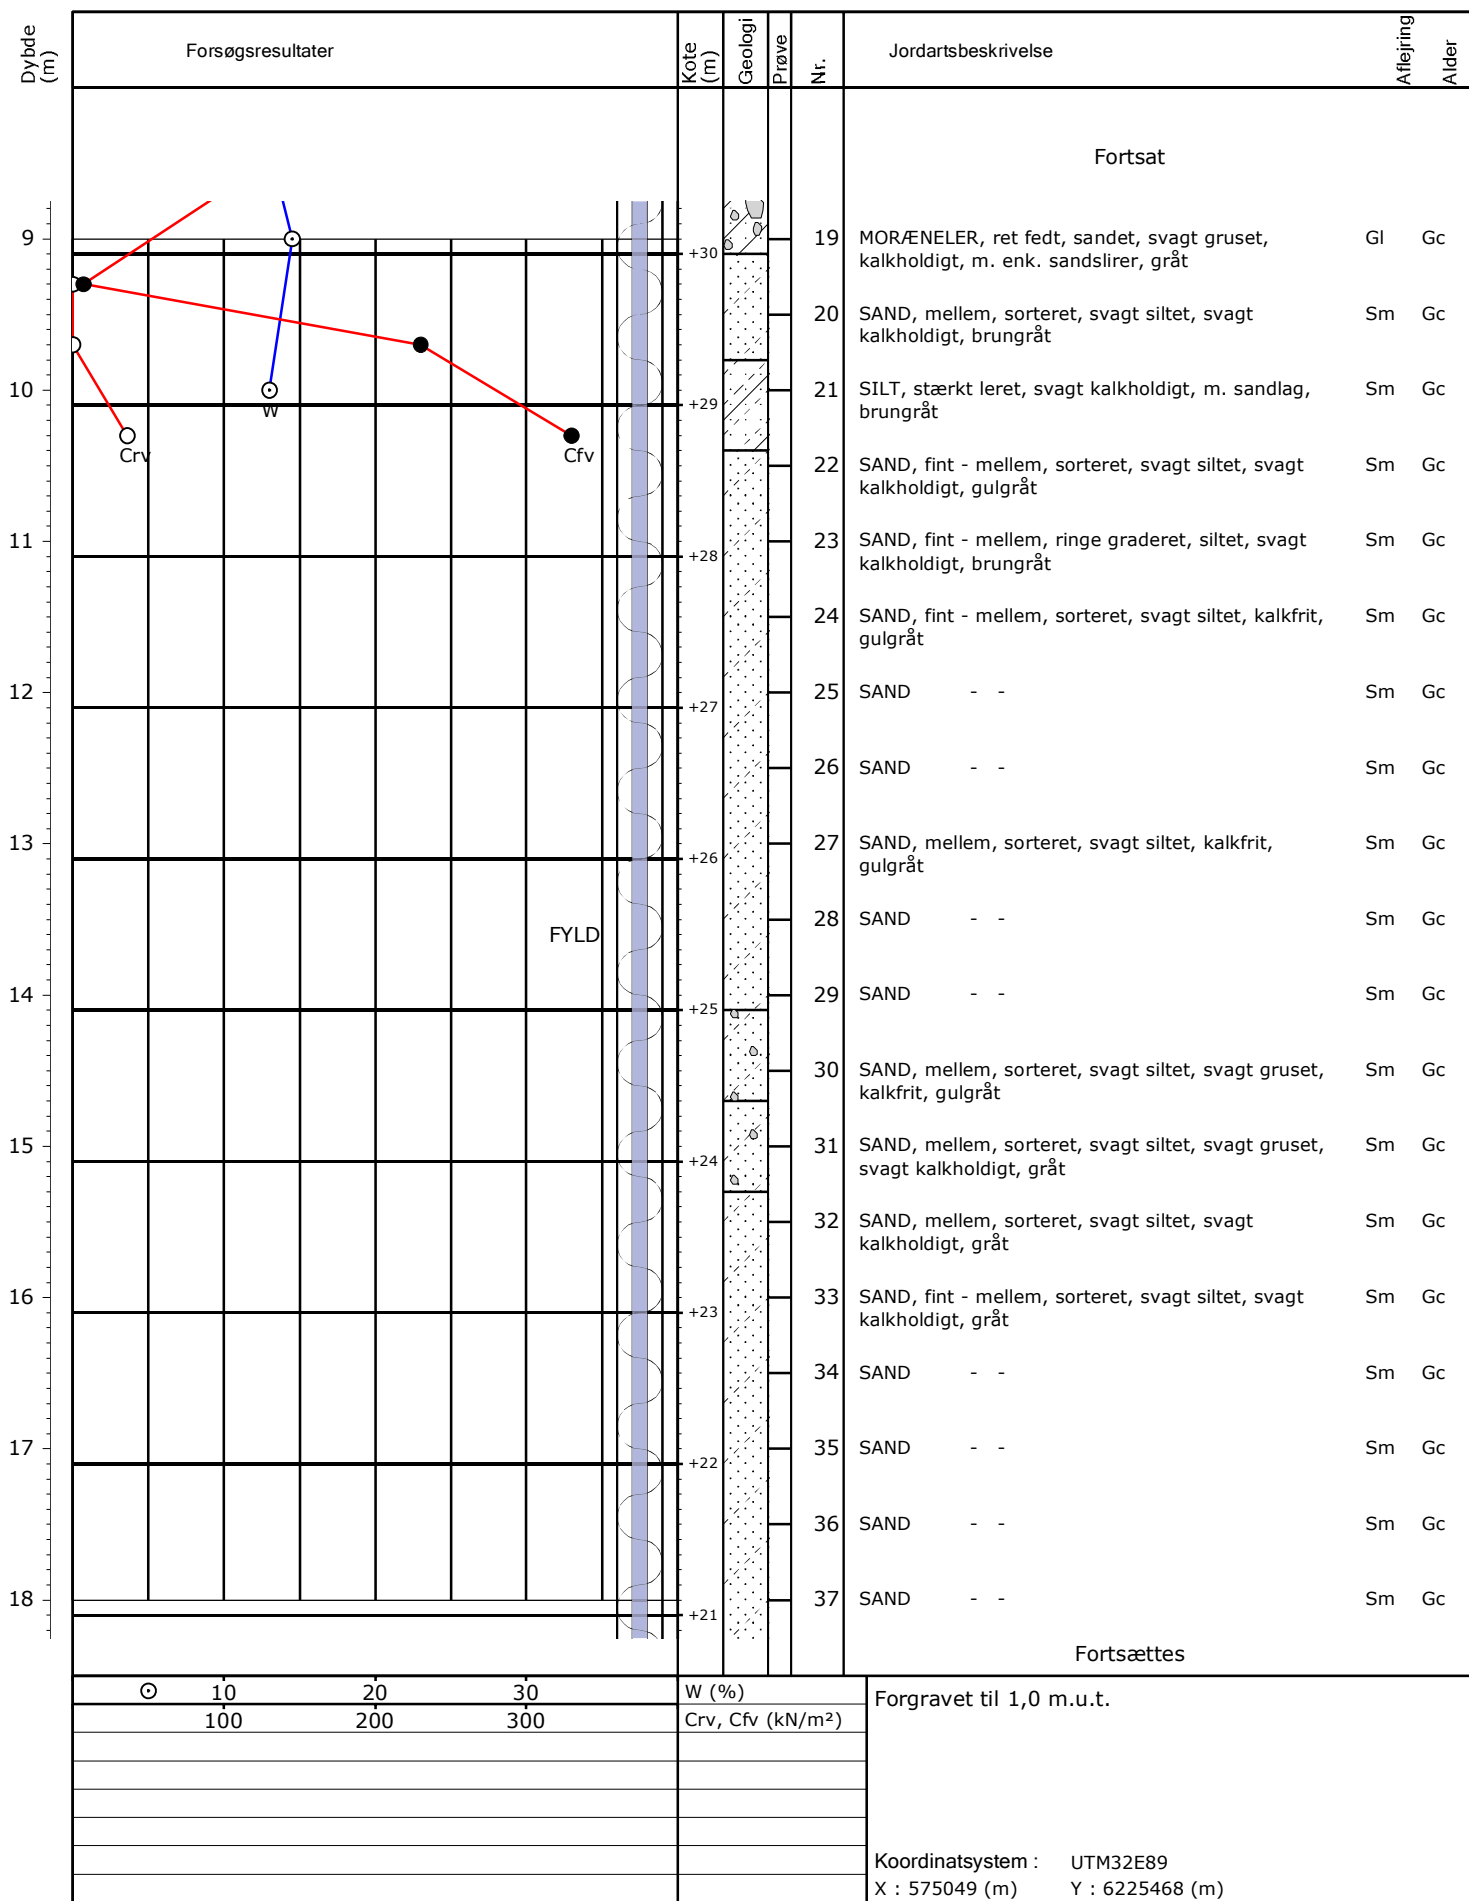 Dybde (m)
Forsøgsresultater
Kote (m)
Geologi
Prøve
Nr.
Jordartsbeskrivelse
Aflejring
Alder
Fortsat
9
19 MORÆNELER, ret fedt, sandet, svagt gruset, Gl Gc
kalkholdigt, m. enk. sandslirer, gråt
+30
20 SAND, mellem, sorteret, svagt siltet, svagt Sm Gc
kalkholdigt, brungråt
10
21 SILT, stærkt leret, svagt kalkholdigt, m. sandlag, Sm Gc
brungråt
+29
W
Crv
Cfv
22 SAND, fint - mellem, sorteret, svagt siltet, svagt Sm Gc
kalkholdigt, gulgråt
11
23 SAND, fint - mellem, ringe graderet, siltet, svagt Sm Gc
kalkholdigt, brungråt
+28
24 SAND, fint - mellem, sorteret, svagt siltet, kalkfrit, Sm Gc
gulgråt
12
25 SAND - - Sm Gc
+27
26 SAND - - Sm Gc
13
27 SAND, mellem, sorteret, svagt siltet, kalkfrit, Sm Gc
gulgråt
+26
28 SAND - - Sm Gc
FYLD
14
29 SAND - - Sm Gc
+25
30 SAND, mellem, sorteret, svagt siltet, svagt gruset, Sm Gc
kalkfrit, gulgråt
15
31 SAND, mellem, sorteret, svagt siltet, svagt gruset, Sm Gc
svagt kalkholdigt, gråt
+24
32 SAND, mellem, sorteret, svagt siltet, svagt Sm Gc
kalkholdigt, gråt
16
33 SAND, fint - mellem, sorteret, svagt siltet, svagt Sm Gc
kalkholdigt, gråt
+23
34 SAND - - Sm Gc
17
35 SAND - - Sm Gc
+22
36 SAND - - Sm Gc
18
37 SAND - - Sm Gc
+21
Fortsættes
10 20 30 W (%)
100 200 300 Crv, Cfv (kN/m²)
Forgravet til 1,0 m.u.t.
Koordinatsystem : UTM32E89
X : 575049 (m) Y : 6225468 (m)